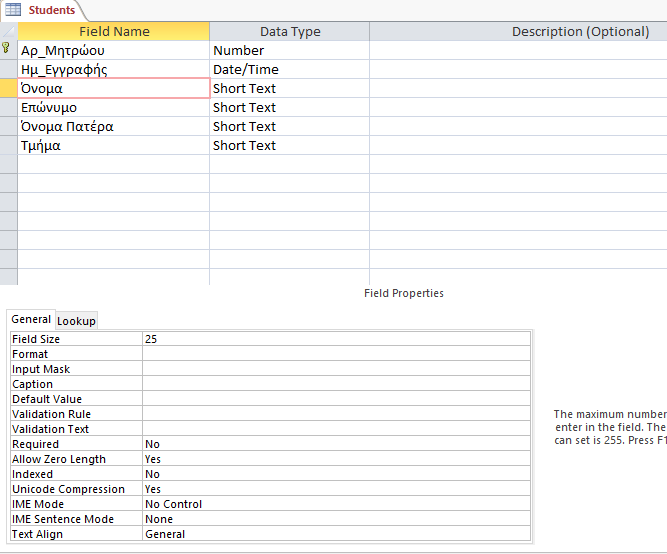 Students
Field Name Data Type Description (Optional)
Αρ_Μητρώου Number
Ημ_Εγγραφής Date/Time
Όνομα Short Text
Επώνυμο Short Text
Όνομα Πατέρα Short Text
Τμήμα Short Text
Field Properties
General Lookup
Field Size 25
Format
Input Mask
Caption
Default Value
Validation Rule
Validation Text
Required No
Allow Zero Length Yes
Indexed No
Unicode Compression Yes
IME Mode No Control
IME Sentence Mode None
Text Align General
The maximum number
enter in the field. The
can set is 255. Press F1